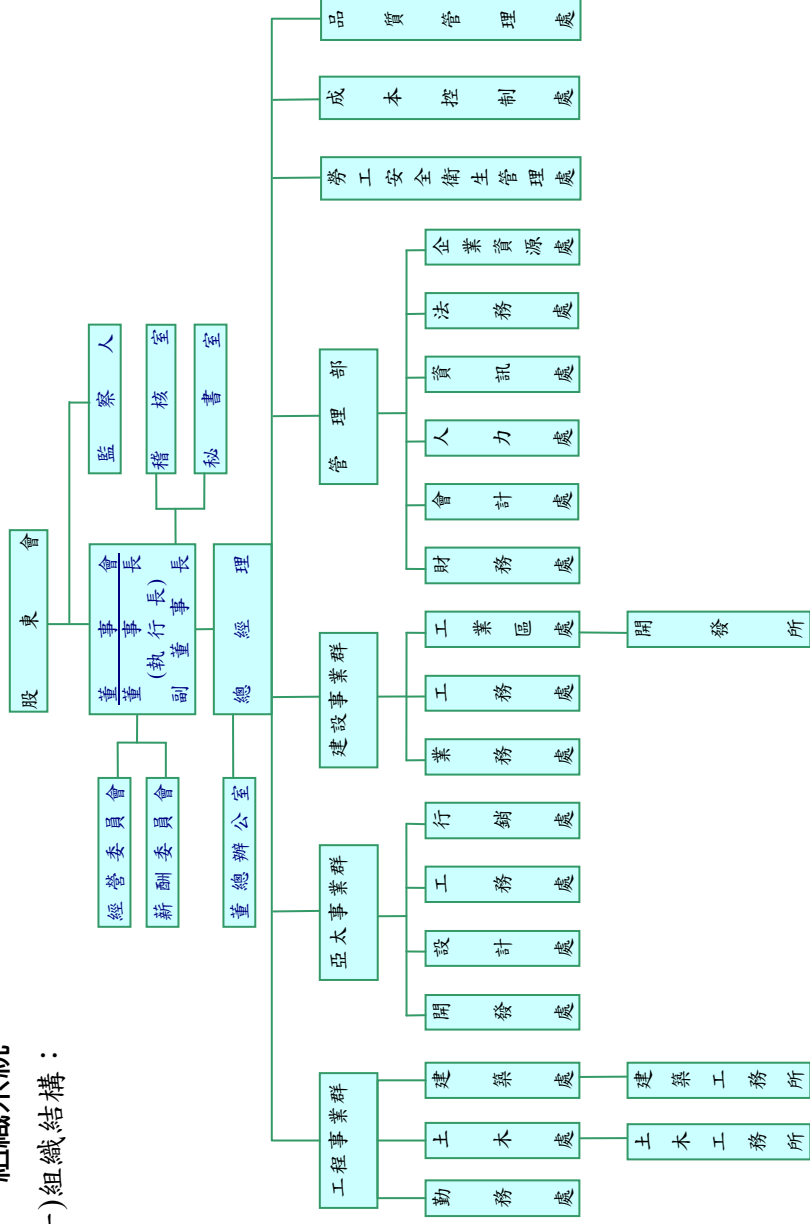 組織系統
一)組織結構：
股東會
監察人
董事會
董事長
(執行長)
副董事長
稽核室
秘書室
經營委員會
薪酬委員會
總經理
董總辦公室
工程事業群
亞太事業群
建設事業群
管理部
勞工安全衛生管理處
成本控制處
品質管理處
勤務處
土木處
建築處
開發處
設計處
工務處
行銷處
業務處
工務處
工業區處
財務處
會計處
人力處
資訊處
法務處
企業資源處
土木工務所
建築工務所
開發所